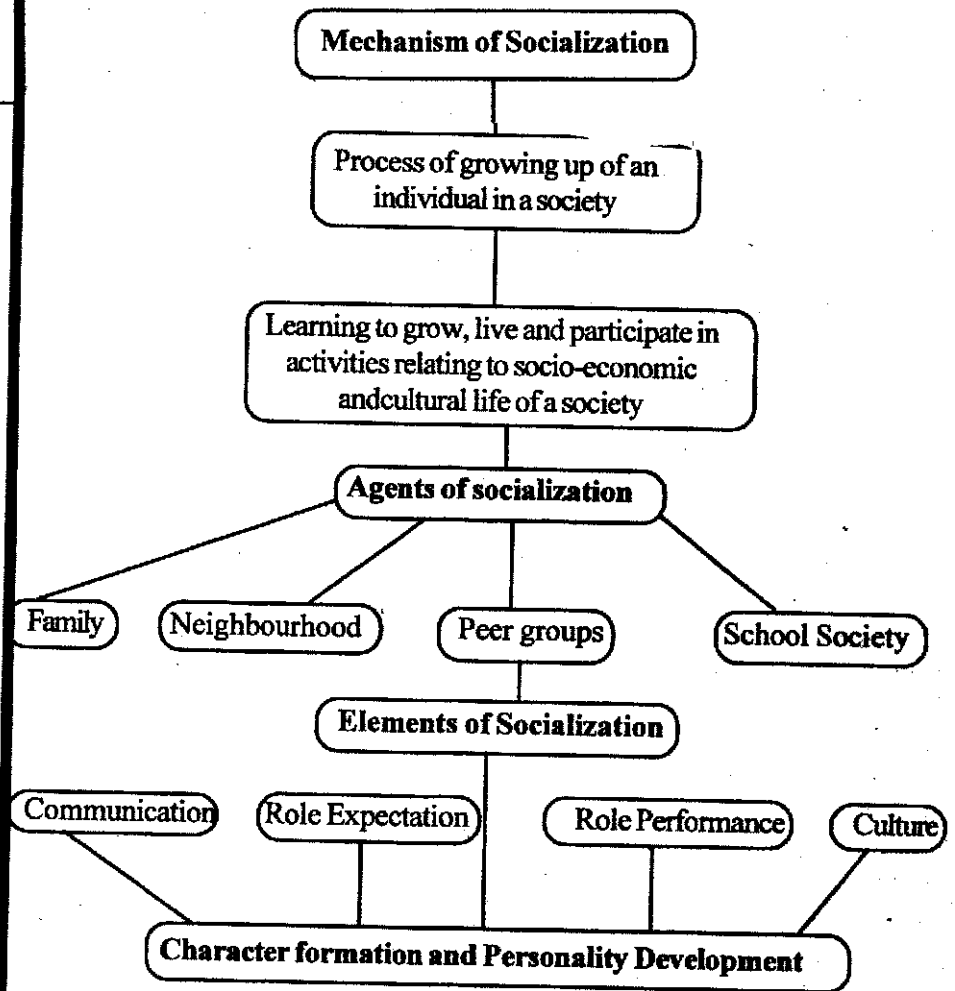 Mechanism of Socialization
Process of growing up of an
individual in a society
Learning to grow, live and participate in
activities relating to socio-economic
andcultural life of a society
Agents of socialization
Family
Neighbourhood
Peer groups
School Society
Elements of Socialization
Communication
Role Expectation
Role Performance
Culture
Character formation and Personality Development